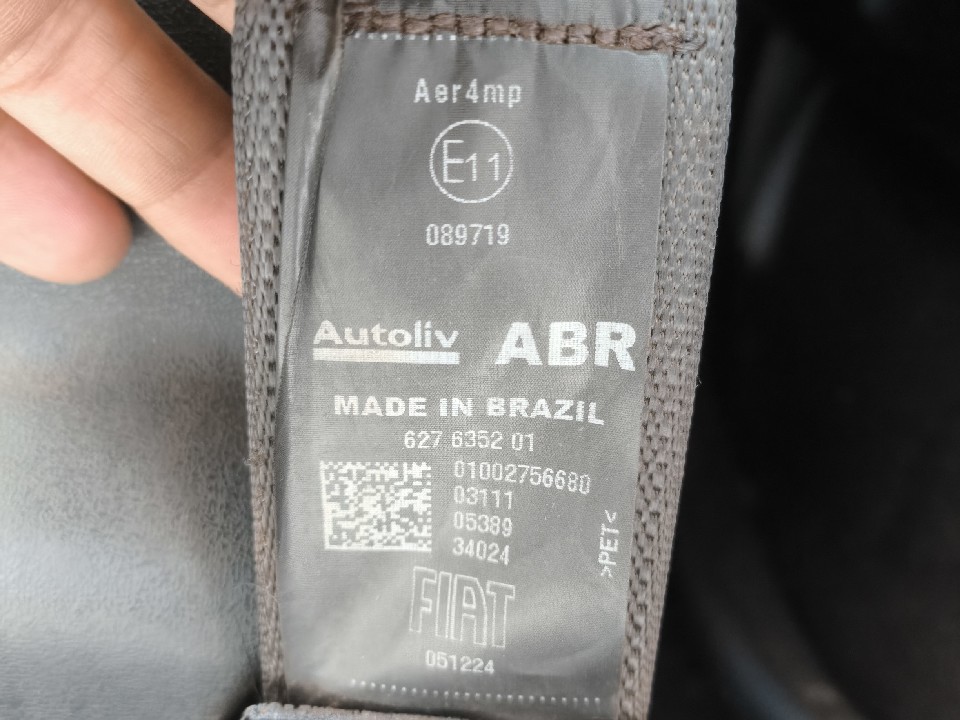 Aer4mp
E11
089719
Autoliv ABR
MADE IN BRAZIL
627 6352 01
01002756680
03111
05389
34024
>PET<
FIAT
051224